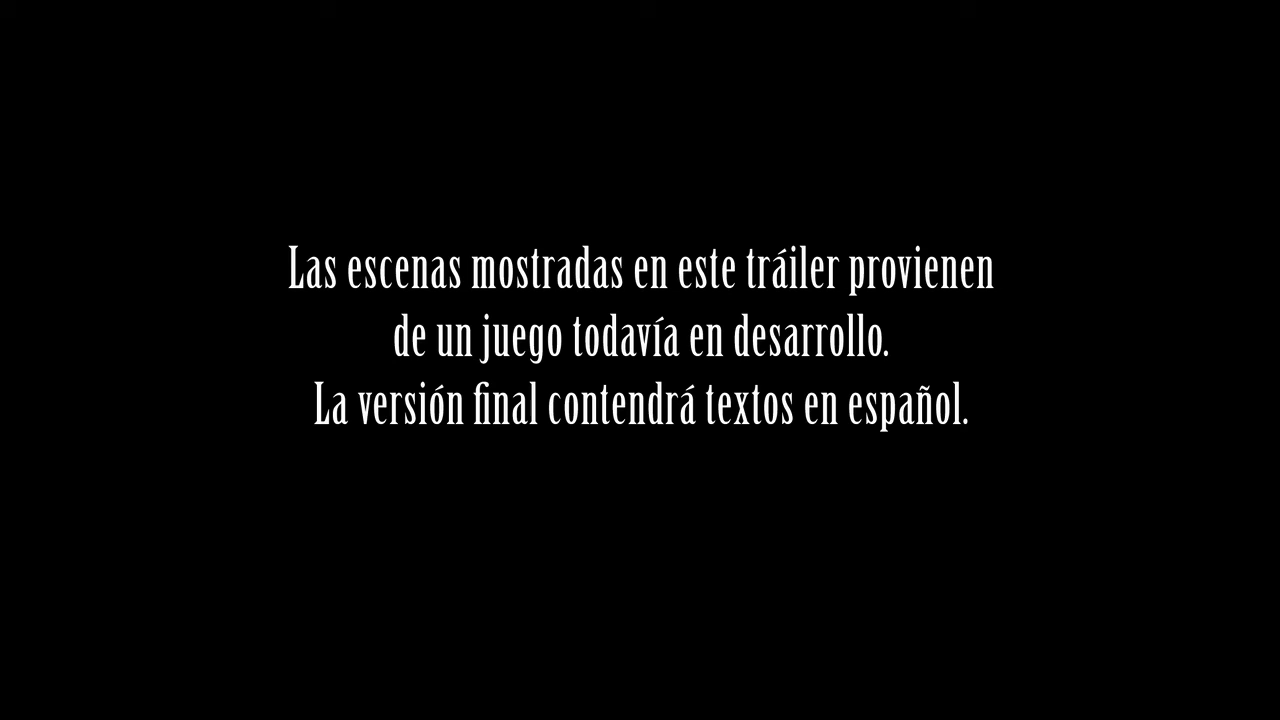 Las escenas mostradas en este tráiler provienen
de un juego todavía en desarrollo.
La versión final contendrá textos en español.